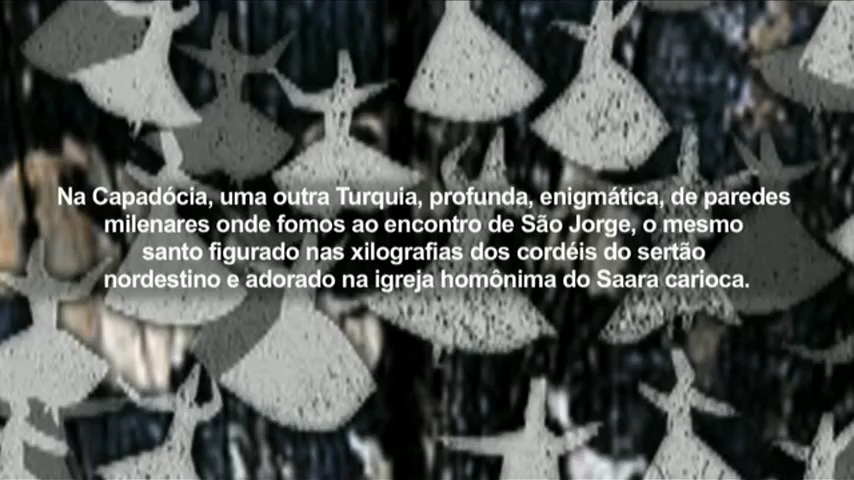 Na Capadócia, uma outra Turquia, profunda, enigmática, de paredes
milenares onde fomos ao encontro de São Jorge, o mesmo
santo figurado nas xilografias dos cordéis do sertão
nordestino e adorado na igreja homônima do Saara carioca.